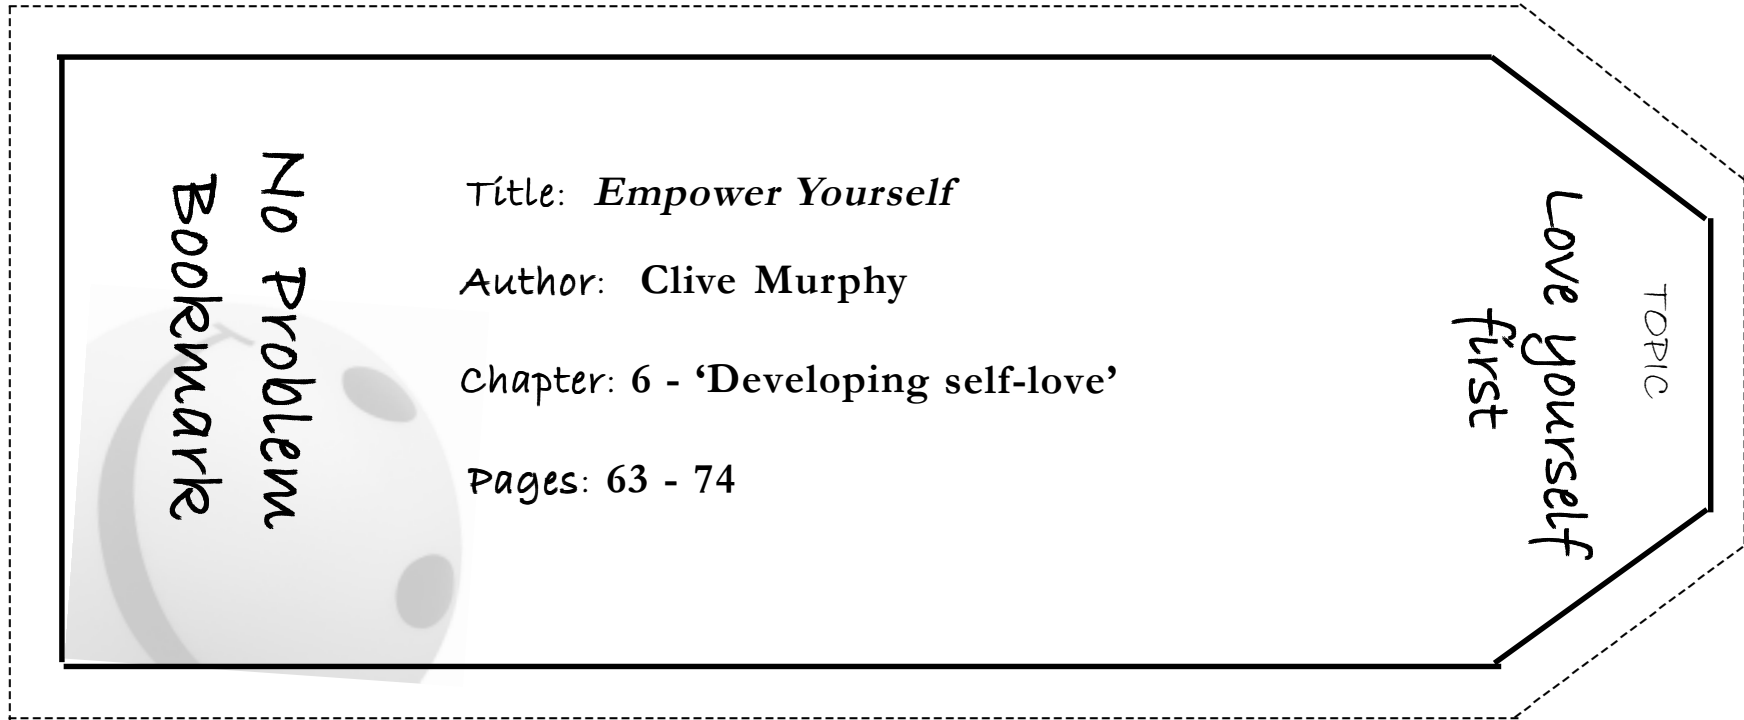 No Problem
Bookmark
Title: Empower Yourself
Author: Clive Murphy
Chapter: 6 - ‘Developing self-love’
Pages: 63 - 74
TOPIC
Love yourself
first